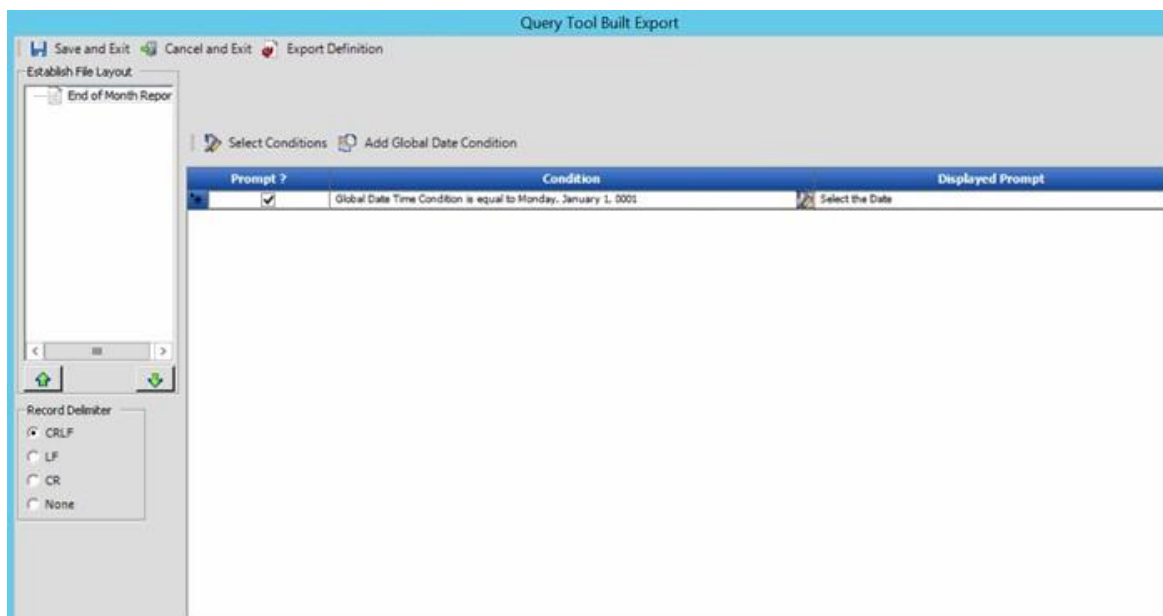 Query Tool Built Export
Save and Exit Cancel and Exit Export Definition
Establish File Layout
End of Month Repor
Select Conditions Add Global Date Condition
Prompt ? Condition Displayed Prompt
Global Date Time Condition is equal to Monday, January 1, 0001 Select the Date
Record Delimiter
CRLF
LF
CR
None